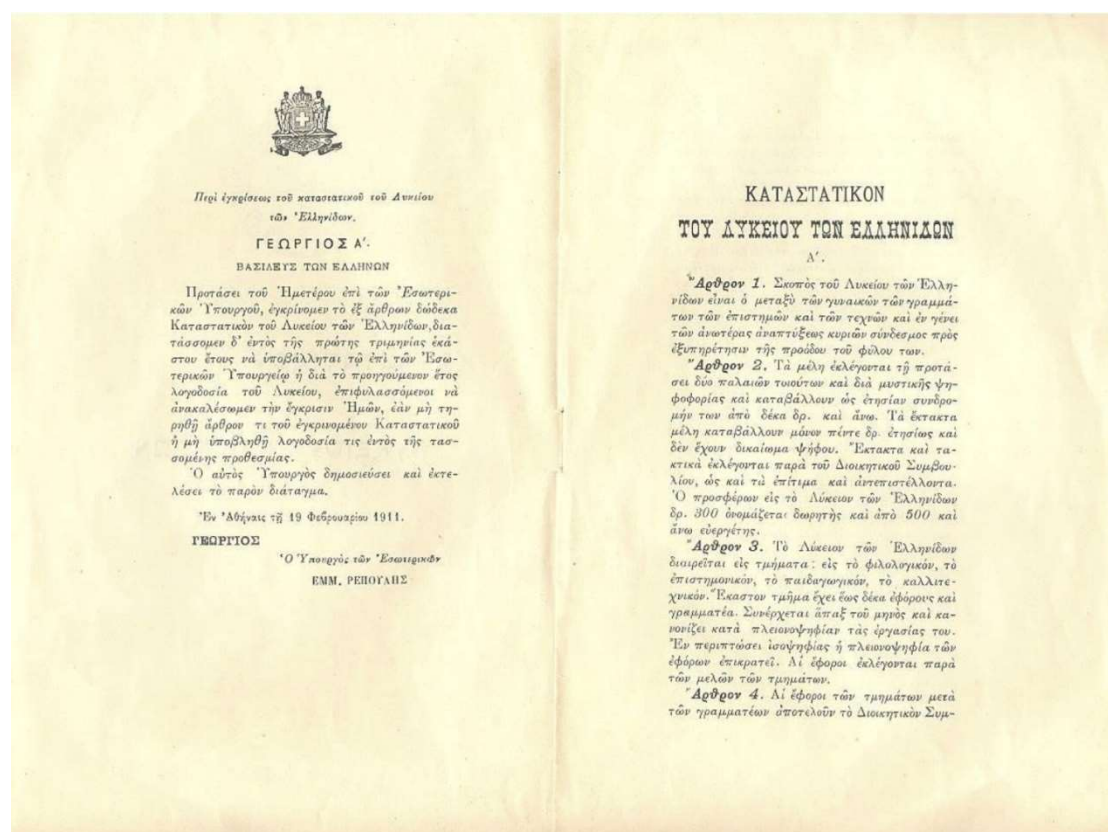 Περὶ ἐγκρίσεως τοῦ καταστατικοῦ τοῦ Λυκείου
τῶν Ἑλληνίδων.
ΓΕΩΡΓΙΟΣ Α΄.
ΒΑΣΙΛΕΥΣ ΤΩΝ ΕΛΛΗΝΩΝ
Προτάσει τοῦ Ἡμετέρου ἐπὶ τῶν Ἐσωτερι-
κῶν Ὑπουργοῦ, ἐγκρίνομεν τὸ ἐξ ἄρθρων δώδεκα
Καταστατικὸν τοῦ Λυκείου τῶν Ἑλληνίδων, δια-
τάσσομεν δ' ἐντὸς τῆς πρώτης τριμηνίας ἑκά-
στου ἔτους νὰ ὑποβάλληται τῷ ἐπὶ τῶν Ἐσω-
τερικῶν Ὑπουργείῳ ἡ διὰ τὸ προηγούμενον ἔτος
λογοδοσία τοῦ Λυκείου, ἐπιφυλασσόμενοι νὰ
ἀνακαλέσωμεν τὴν ἔγκρισιν Ἡμῶν, ἐὰν μὴ τη-
ρηθῇ ἄρθρον τι τοῦ ἐγκρινομένου Καταστατικοῦ
ἢ μὴ ὑποβληθῇ λογοδοσία τις ἐντὸς τῆς τασ-
σομένης προθεσμίας.
Ὁ αὐτὸς Ὑπουργὸς δημοσιεύσει καὶ ἐκτε-
λέσει τὸ παρὸν διάταγμα.
Ἐν Ἀθήναις τῇ 19 Φεβρουαρίου 1911.
ΓΕΩΡΓΙΟΣ
Ὁ Ὑπουργὸς τῶν Ἐσωτερικῶν
ΕΜΜ. ΡΕΠΟΥΛΗΣ
ΚΑΤΑΣΤΑΤΙΚΟΝ
ΤΟΥ ΛΥΚΕΙΟΥ ΤΩΝ ΕΛΛΗΝΙΔΩΝ
Α΄.
Ἄρθρον 1. Σκοπὸς τοῦ Λυκείου τῶν Ἑλλη-
νίδων εἶναι ὁ μεταξὺ τῶν γυναικῶν τῶν γραμμά-
των τῶν ἐπιστημῶν καὶ τῶν τεχνῶν καὶ ἐν γένει
τῶν ἀνωτέρας ἀναπτύξεως κυριῶν σύνδεσμος πρὸς
ἐξυπηρέτησιν τῆς προόδου τοῦ φύλου των.
Ἄρθρον 2. Τὰ μέλη ἐκλέγονται τῇ προτά-
σει δύο παλαιῶν τοιούτων καὶ διὰ μυστικῆς ψη-
φοφορίας καὶ καταβάλλουν ὡς ἐτησίαν συνδρο-
μήν των ἀπὸ δέκα δρ. καὶ ἄνω. Τὰ ἔκτακτα
μέλη καταβάλλουν μόνον πέντε δρ. ἐτησίως καὶ
δὲν ἔχουν δικαίωμα ψήφου. Ἔκτακτα καὶ τα-
κτικὰ ἐκλέγονται παρὰ τοῦ Διοικητικοῦ Συμβου-
λίου, ὡς καὶ τὰ ἐπίτιμα καὶ ἀντεπιστέλλοντα.
Ὁ προσφέρων εἰς τὸ Λύκειον τῶν Ἑλληνίδων
δρ. 300 ὀνομάζεται δωρητὴς καὶ ἀπὸ 500 καὶ
ἄνω εὐεργέτης.
Ἄρθρον 3. Τὸ Λύκειον τῶν Ἑλληνίδων
διαιρεῖται εἰς τμήματα: εἰς τὸ φιλολογικόν, τὸ
ἐπιστημονικόν, τὸ παιδαγωγικόν, τὸ καλλιτε-
χνικόν. Ἕκαστον τμῆμα ἔχει ἕως δέκα ἐφόρους καὶ
γραμματέα. Συνέρχεται ἅπαξ τοῦ μηνὸς καὶ κα-
νονίζει κατὰ πλειονοψηφίαν τὰς ἐργασίας του.
Ἐν περιπτώσει ἰσοψηφίας ἡ πλειονοψηφία τῶν
ἐφόρων ἐπικρατεῖ. Αἱ ἔφοροι ἐκλέγονται παρὰ
τῶν μελῶν τῶν τμημάτων.
Ἄρθρον 4. Αἱ ἔφοροι τῶν τμημάτων μετὰ
τῶν γραμματέων ἀποτελοῦν τὸ Διοικητικὸν Συμ-